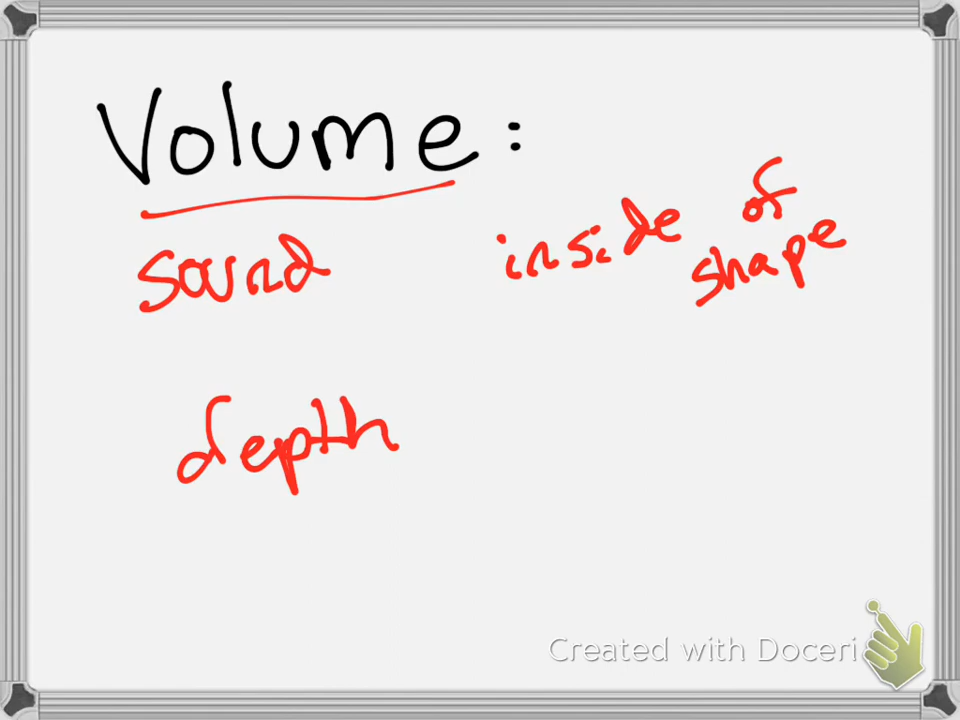 Volume:
sound
inside of
shape
depth
Created with Doceri